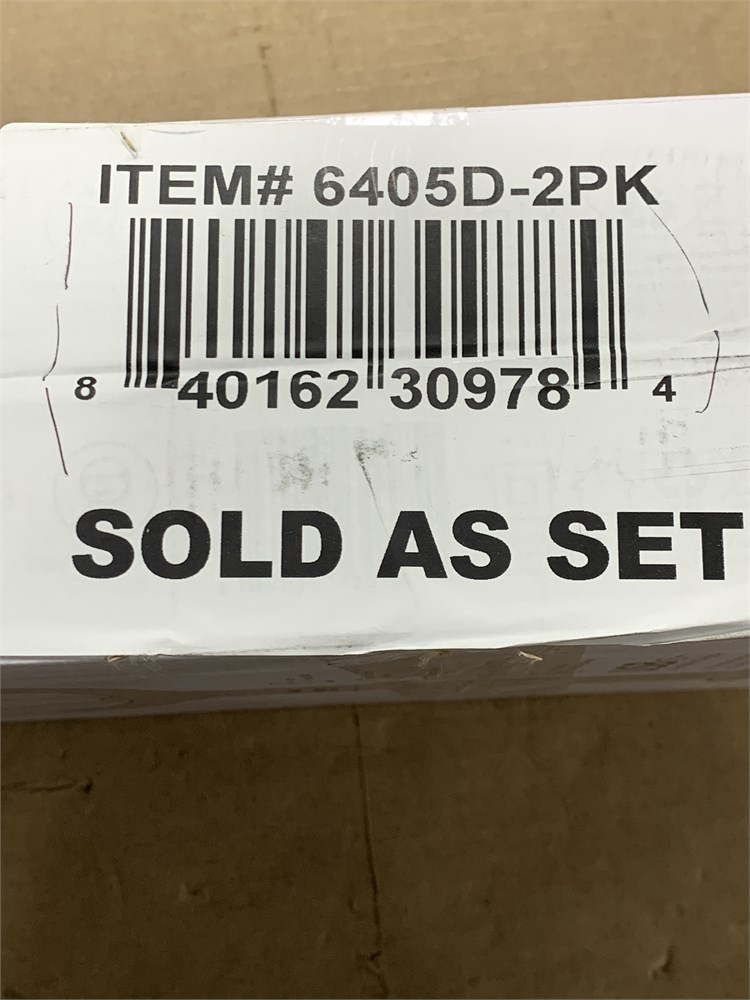 ITEM# 6405D-2PK
8 40162 30978 4
SOLD AS SET